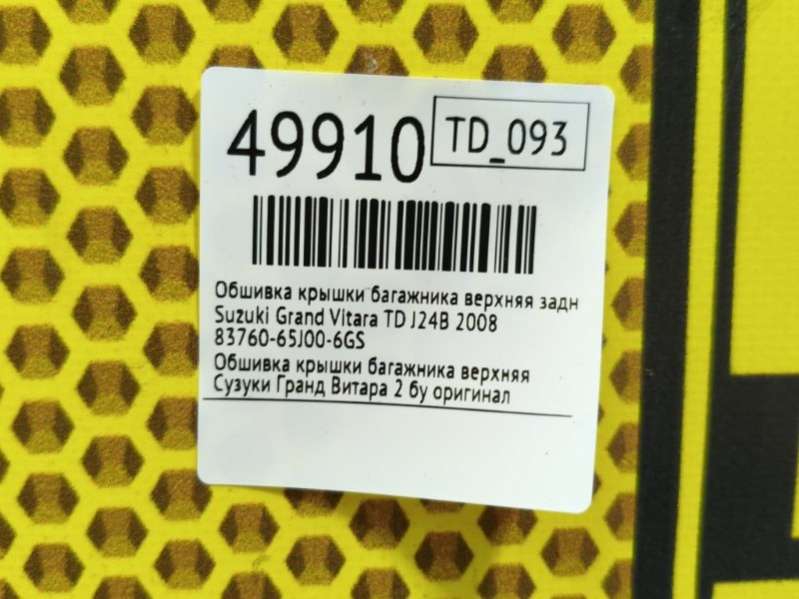 49910
TD_093
Обшивка крышки багажника верхняя задн
Suzuki Grand Vitara TD J24B 2008
83760-65J00-6GS
Обшивка крышки багажника верхняя
Сузуки Гранд Витара 2 бу оригинал